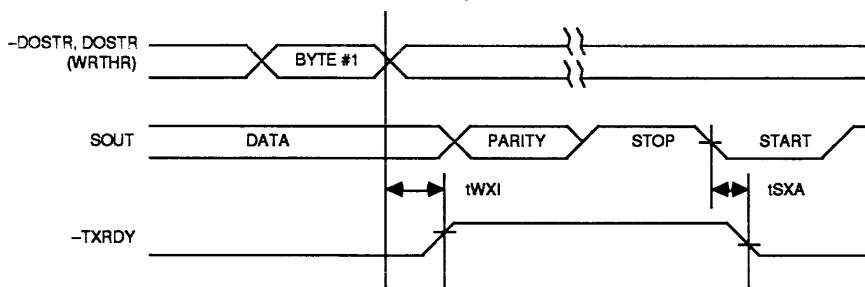 –DOSTR, DOSTR
(WRTHR)
BYTE #1
SOUT
DATA
PARITY
STOP
START
tWXI
tSXA
–TXRDY